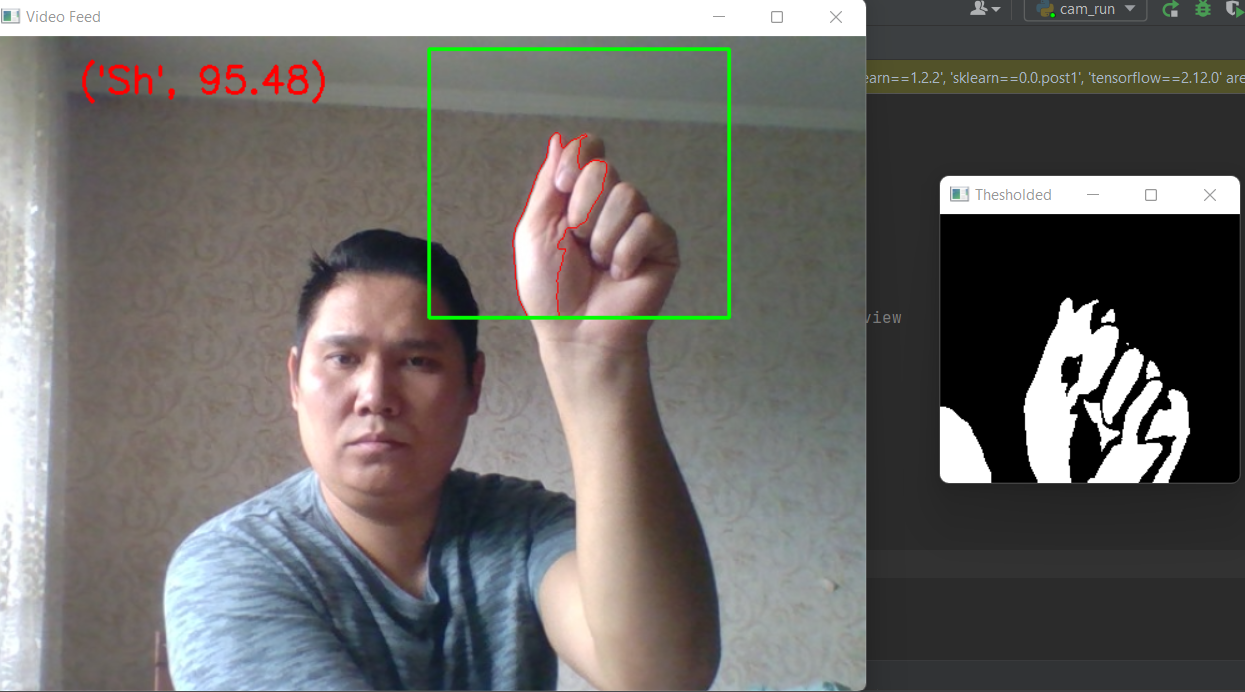 Video Feed
cam_run
('Sh', 95.48)
earn==1.2.2', 'sklearn==0.0.post1', 'tensorflow==2.12.0' are
Thesholded
view